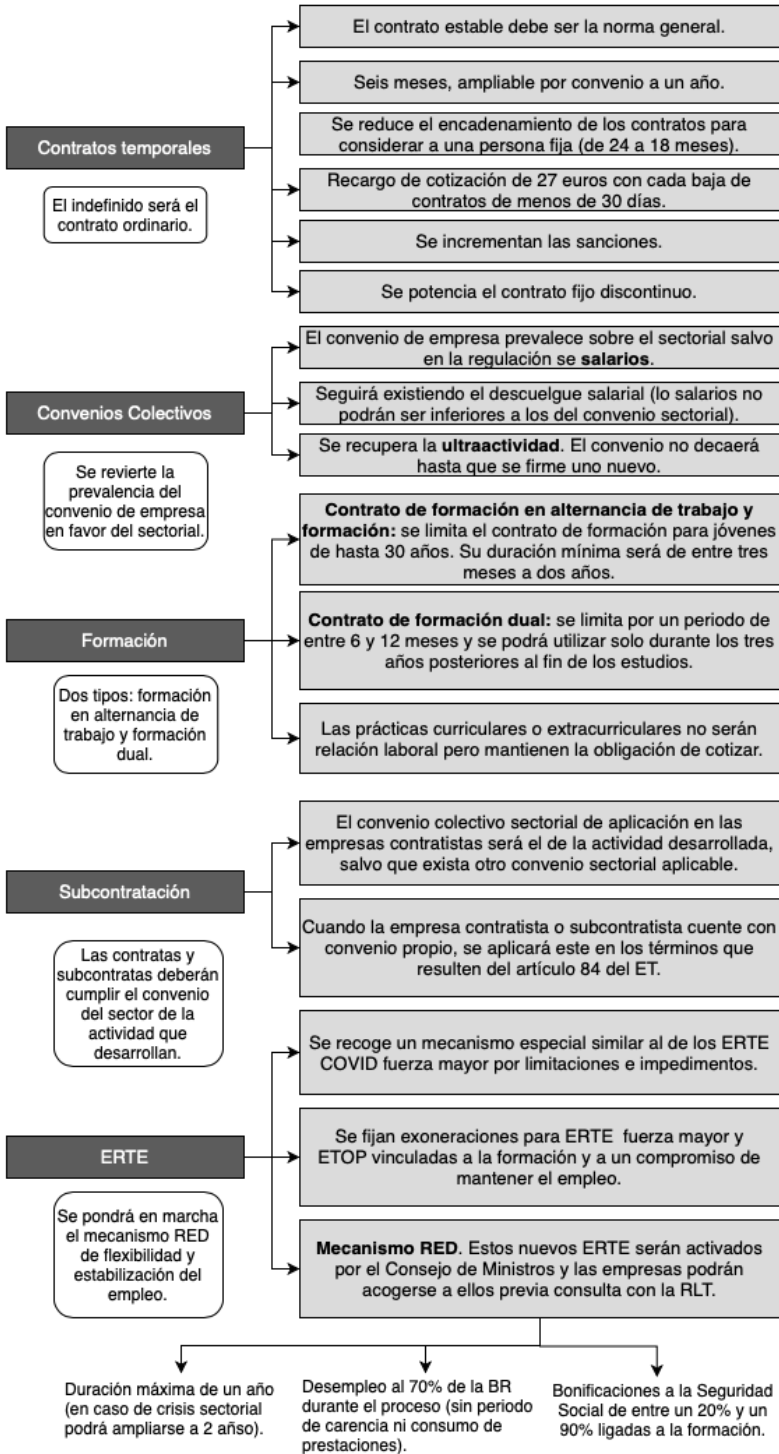 El contrato estable debe ser la norma general.
Seis meses, ampliable por convenio a un año.
Contratos temporales
Se reduce el encadenamiento de los contratos para
considerar a una persona fija (de 24 a 18 meses).
El indefinido será el
contrato ordinario.
Recargo de cotización de 27 euros con cada baja de
contratos de menos de 30 días.
Se incrementan las sanciones.
Se potencia el contrato fijo discontinuo.
El convenio de empresa prevalece sobre el sectorial salvo
en la regulación se salarios.
Convenios Colectivos
Seguirá existiendo el descuelgue salarial (lo salarios no
podrán ser inferiores a los del convenio sectorial).
Se recupera la ultraactividad. El convenio no decaerá
hasta que se firme uno nuevo.
Se revierte la
prevalencia del
convenio de empresa
en favor del sectorial.
Contrato de formación en alternancia de trabajo y
formación: se limita el contrato de formación para jóvenes
de hasta 30 años. Su duración mínima será de entre tres
meses a dos años.
Formación
Contrato de formación dual: se limita por un periodo de
entre 6 y 12 meses y se podrá utilizar solo durante los tres
años posteriores al fin de los estudios.
Dos tipos: formación
en alternancia de
trabajo y formación
dual.
Las prácticas curriculares o extracurriculares no serán
relación laboral pero mantienen la obligación de cotizar.
El convenio colectivo sectorial de aplicación en las
empresas contratistas será el de la actividad desarrollada,
salvo que exista otro convenio sectorial aplicable.
Subcontratación
Cuando la empresa contratista o subcontratista cuente con
convenio propio, se aplicará este en los términos que
resulten del artículo 84 del ET.
Las contratas y
subcontratas deberán
cumplir el convenio
del sector de la
actividad que
desarrollan.
Se recoge un mecanismo especial similar al de los ERTE
COVID fuerza mayor por limitaciones e impedimentos.
ERTE
Se fijan exoneraciones para ERTE fuerza mayor y
ETOP vinculadas a la formación y a un compromiso de
mantener el empleo.
Se pondrá en marcha
el mecanismo RED
de flexibilidad y
estabilización del
empleo.
Mecanismo RED. Estos nuevos ERTE serán activados
por el Consejo de Ministros y las empresas podrán
acogerse a ellos previa consulta con la RLT.
Duración máxima de un año
(en caso de crisis sectorial
podrá ampliarse a 2 añso).
Desempleo al 70% de la BR
durante el proceso (sin periodo
de carencia ni consumo de
prestaciones).
Bonificaciones a la Seguridad
Social de entre un 20% y un
90% ligadas a la formación.